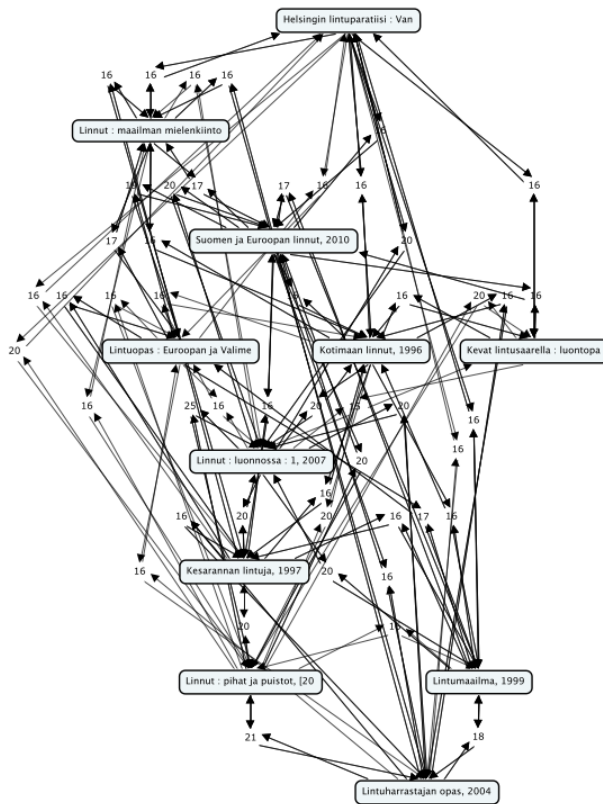 Helsingin lintuparatiisi : Van
16 16 16 16
Linnut : maailman mielenkiinto
20 17 17 16 16 16
17 20
Suomen ja Euroopan linnut, 2010
16 16 16 16 20 16 16
20
Lintuopas : Euroopan ja Valime
Kotimaan linnut, 1996
Kevat lintusaarella : luontopa
16 25 16 16 20 20
16
16
Linnut : luonnossa : 1, 2007
20
16
16 20 20 16 17 16
Kesarannan lintuja, 1997
16 20 16
20
Linnut : pihat ja puistot, [20
Lintumaailma, 1999
21 18
Lintuharrastajan opas, 2004